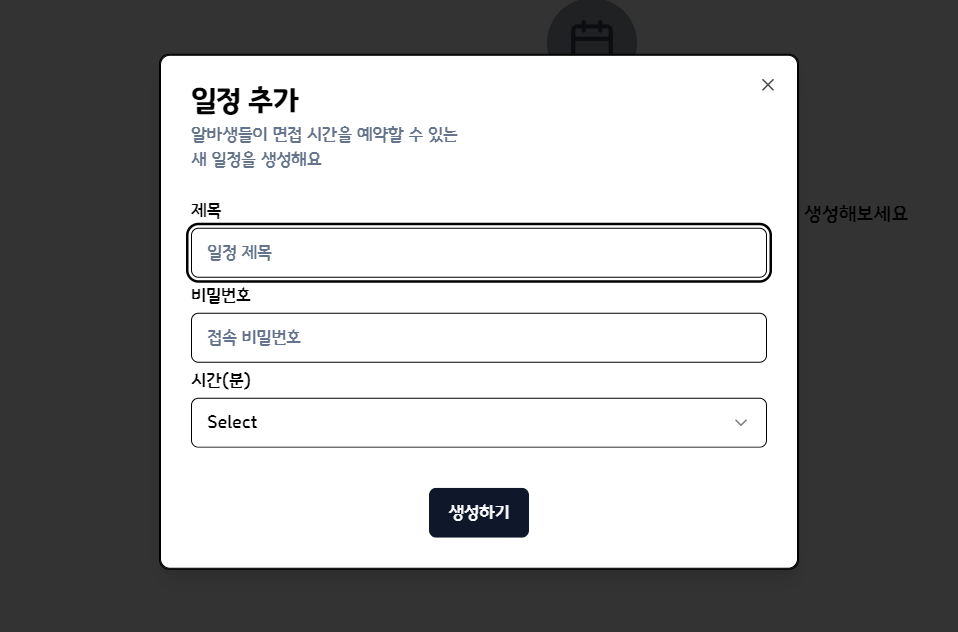 일정 추가
알바생들이 면접 시간을 예약할 수 있는
새 일정을 생성해요
생성해보세요
제목
일정 제목
비밀번호
접속 비밀번호
시간(분)
Select
생성하기